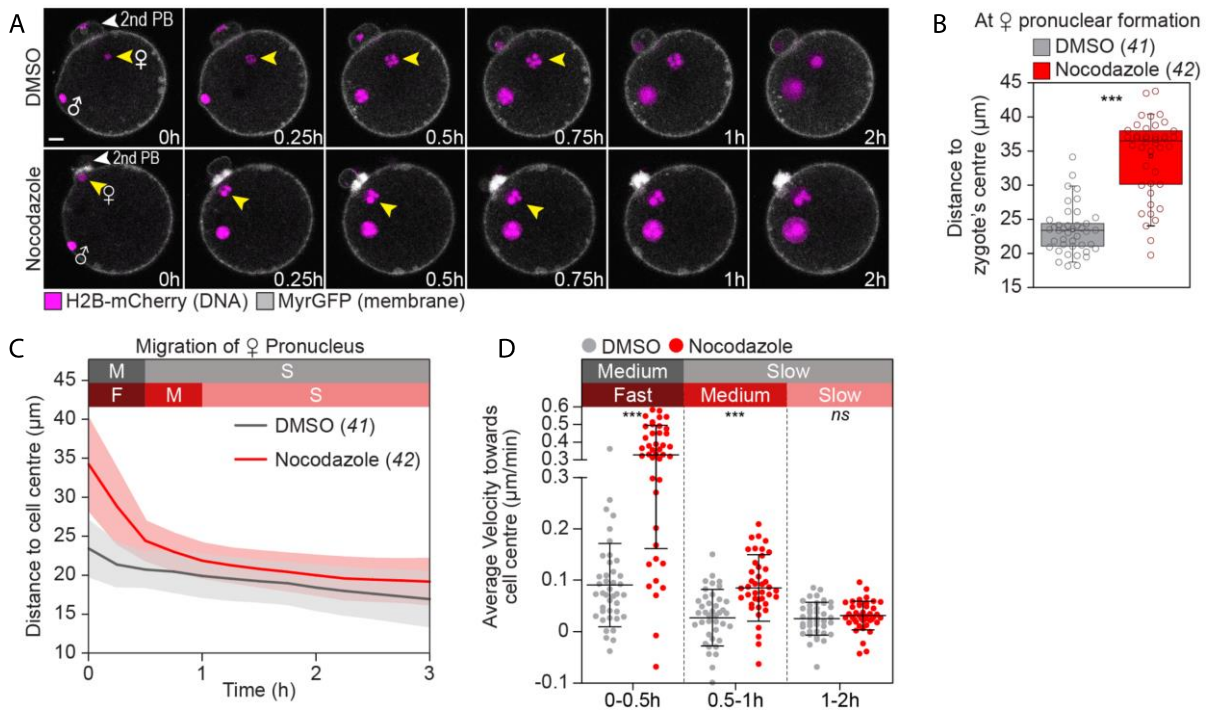 A
DMSO
2nd PB
♀
♂
0h
0.25h
0.5h
0.75h
1h
2h
Nocodazole
2nd PB
♀
♂
0h
0.25h
0.5h
0.75h
1h
2h
H2B-mCherry (DNA) MyrGFP (membrane)
B
At ♀ pronuclear formation
DMSO (41)
Nocodazole (42)
Distance to
zygote's centre (µm)
45
40
35
30
25
20
15
***
C
Migration of ♀ Pronucleus
M S
F M S
DMSO (41)
Nocodazole (42)
Distance to cell centre (µm)
45
40
35
30
25
20
15
10
0 1 2 3
Time (h)
D
DMSO Nocodazole
Medium Slow
Fast Medium Slow
*** *** ns
Average Velocity towards
cell centre (µm/min)
0.6
0.5
0.4
0.3
0.3
0.2
0.1
0
-0.1
0-0.5h 0.5-1h 1-2h